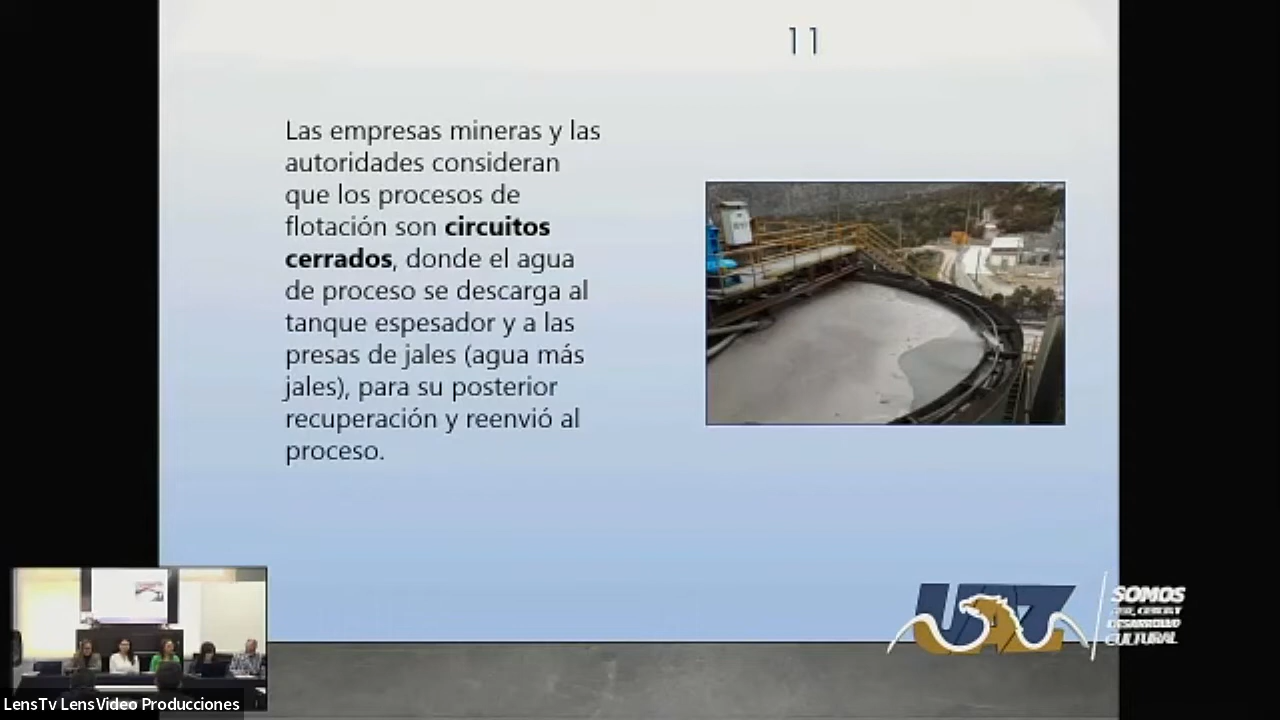 11
Las empresas mineras y las
autoridades consideran
que los procesos de
flotación son circuitos
cerrados, donde el agua
de proceso se descarga al
tanque espesador y a las
presas de jales (agua más
jales), para su posterior
recuperación y reenvió al
proceso.
UAZ
SOMOS
DESARROLLO
CULTURAL
LensTv LensVideo Producciones